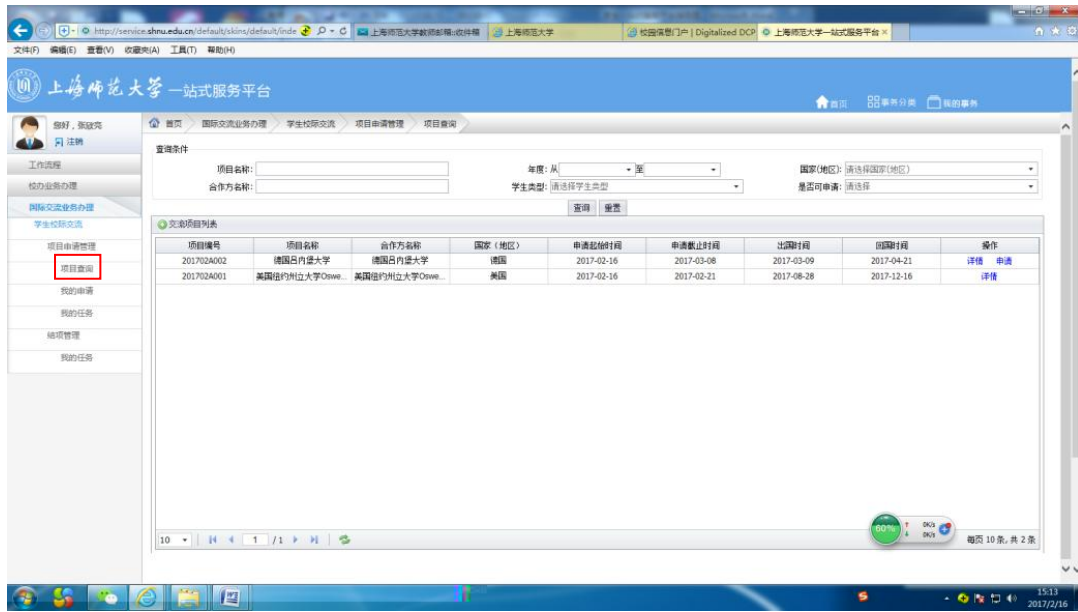 http://service.shnu.edu.cn/default/skins/default/inde
上海师范大学教师邮箱::收件箱
上海师范大学
校园信息门户 | Digitalized DCP
上海师范大学一站式服务平台
文件(F) 编辑(E) 查看(V) 收藏夹(A) 工具(T) 帮助(H)
上海师范大学 一站式服务平台
首页 事务分类 我的事务
您好，张欣亮
注销
首页 国际交流业务办理 学生校际交流 项目申请管理 项目查询
工作流程
校办业务办理
国际交流业务办理
学生校际交流
项目申请管理
项目查询
我的申请
我的任务
结项管理
我的任务
查询条件
项目名称: 年度: 从 至 国家(地区): 请选择国家(地区)
合作方名称: 学生类型: 请选择学生类型 是否可申请: 请选择
查询 重置
交流项目列表
项目编号 项目名称 合作方名称 国家（地区） 申请起始时间 申请截止时间 出国时间 回国时间 操作
201702A002 德国吕内堡大学 德国吕内堡大学 德国 2017-02-16 2017-03-08 2017-03-09 2017-04-21 详情 申请
201702A001 美国纽约州立大学Oswe... 美国纽约州立大学Oswe... 美国 2017-02-16 2017-02-21 2017-08-28 2017-12-16 详情
10 1 /1
60%
0K/s
0K/s
每页 10 条, 共 2 条
15:13
2017/2/16